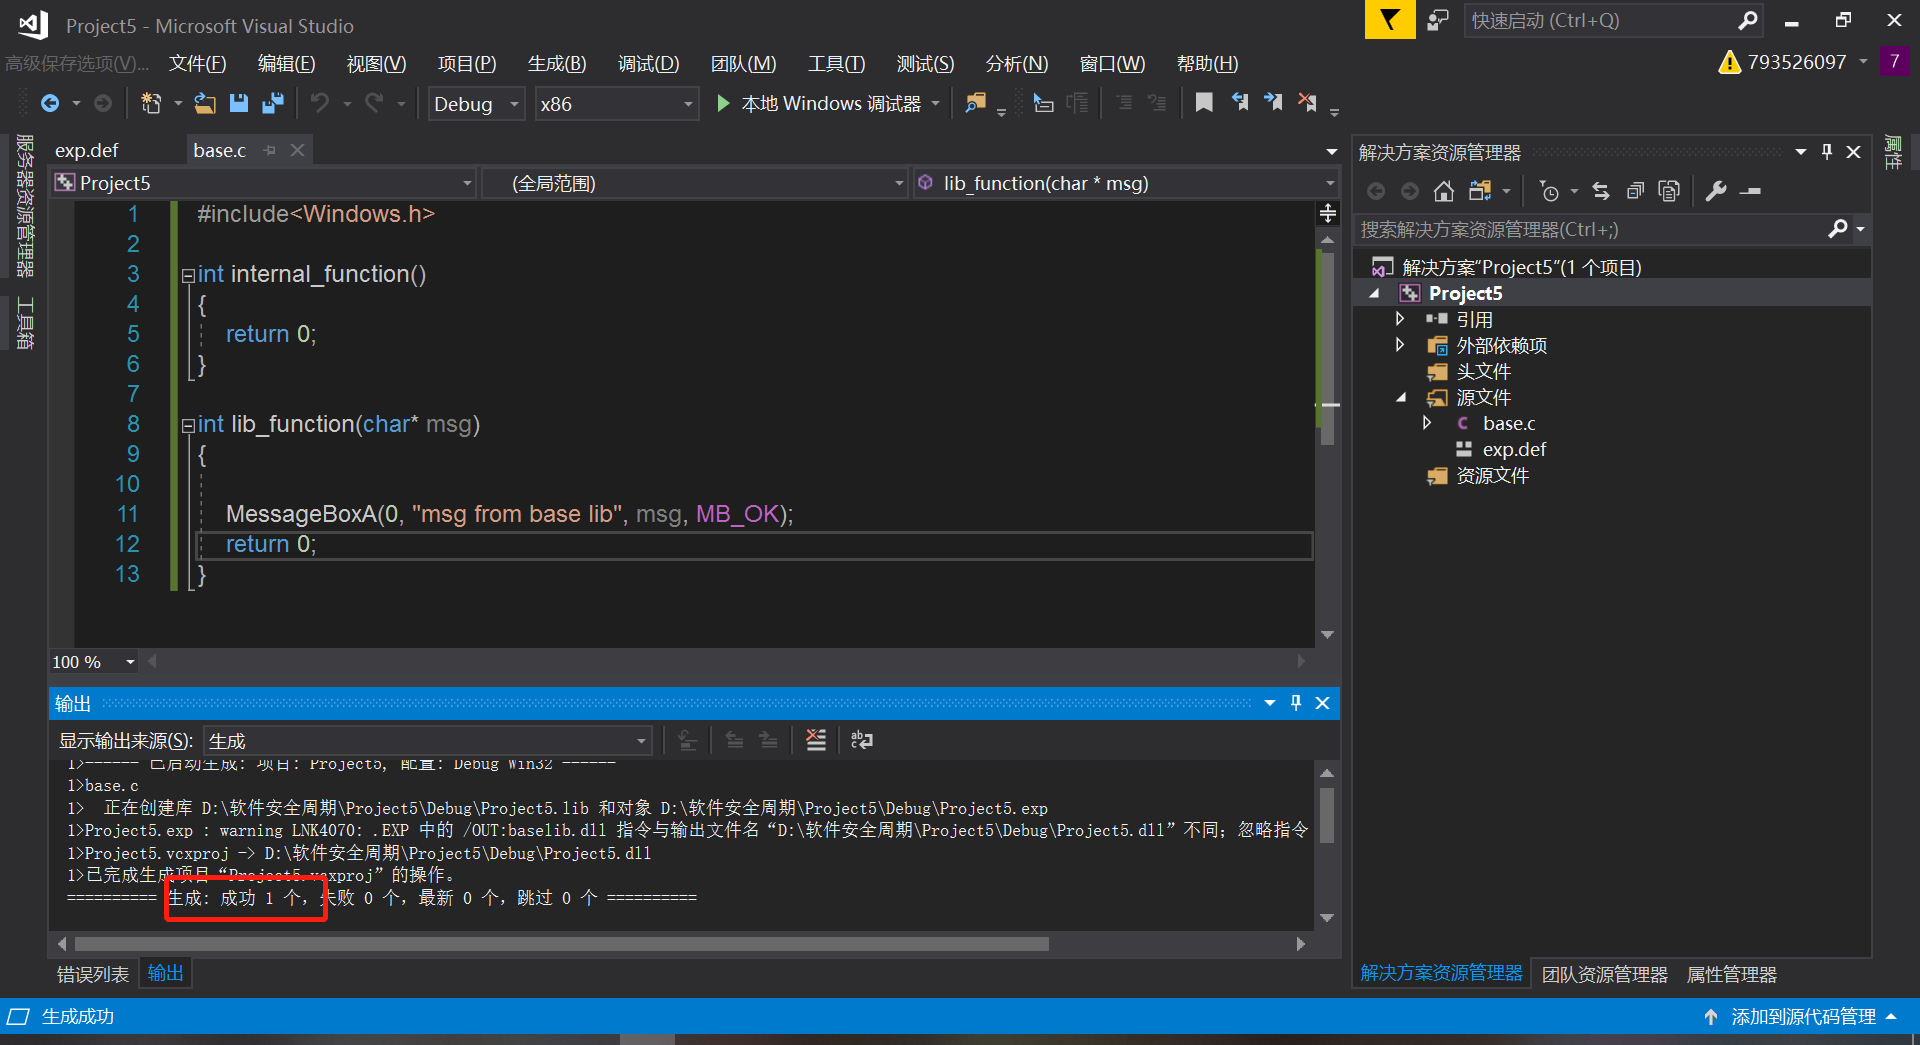 Project5 - Microsoft Visual Studio
快速启动 (Ctrl+Q)
高级保存选项(V)... 文件(F) 编辑(E) 视图(V) 项目(P) 生成(B) 调试(D) 团队(M) 工具(T) 测试(S) 分析(N) 窗口(W) 帮助(H)
793526097 7
Debug x86 本地 Windows 调试器
服务器资源管理器
工具箱
exp.def base.c
Project5 (全局范围) lib_function(char * msg)
1 #include<Windows.h>
2
3 int internal_function()
4 {
5 return 0;
6 }
7
8 int lib_function(char* msg)
9 {
10
11 MessageBoxA(0, "msg from base lib", msg, MB_OK);
12 return 0;
13 }
100 %
输出
显示输出来源(S): 生成
1>------ 已启动生成: 项目: Project5, 配置: Debug Win32 ------
1>base.c
1> 正在创建库 D:\软件安全周期\Project5\Debug\Project5.lib 和对象 D:\软件安全周期\Project5\Debug\Project5.exp
1>Project5.exp : warning LNK4070: .EXP 中的 /OUT:baselib.dll 指令与输出文件名“D:\软件安全周期\Project5\Debug\Project5.dll”不同；忽略指令
1>Project5.vcxproj -> D:\软件安全周期\Project5\Debug\Project5.dll
1>已完成生成项目“Project5.vcxproj”的操作。
========== 生成: 成功 1 个，失败 0 个，最新 0 个，跳过 0 个 ==========
错误列表 输出
解决方案资源管理器
搜索解决方案资源管理器(Ctrl+;)
解决方案“Project5”(1 个项目)
Project5
引用
外部依赖项
头文件
源文件
base.c
exp.def
资源文件
解决方案资源管理器 团队资源管理器 属性管理器
属性
生成成功
添加到源代码管理